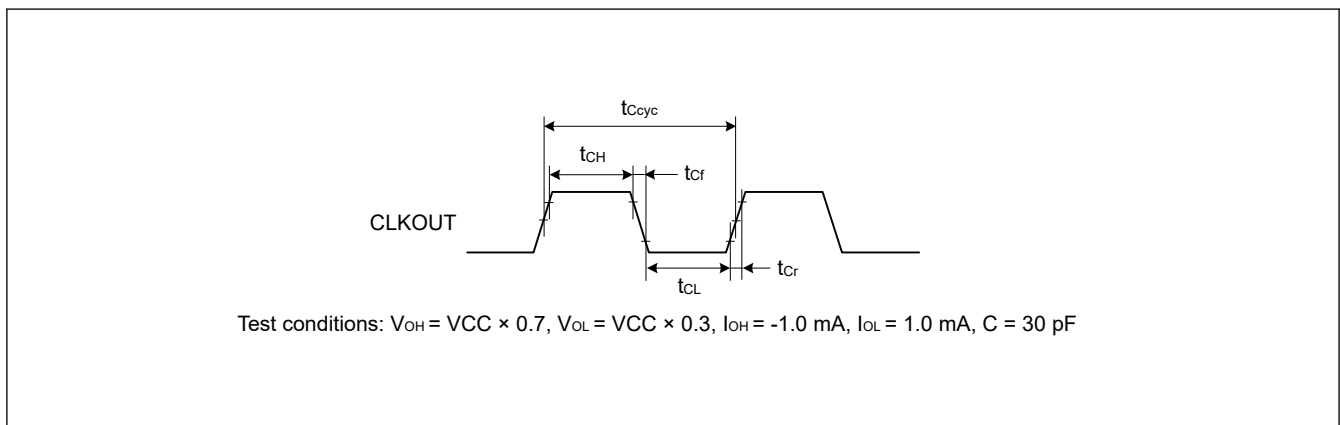 tCcyc
tCH
tCf
CLKOUT
tCr
tCL
Test conditions: VOH = VCC × 0.7, VOL = VCC × 0.3, IOH = -1.0 mA, IOL = 1.0 mA, C = 30 pF